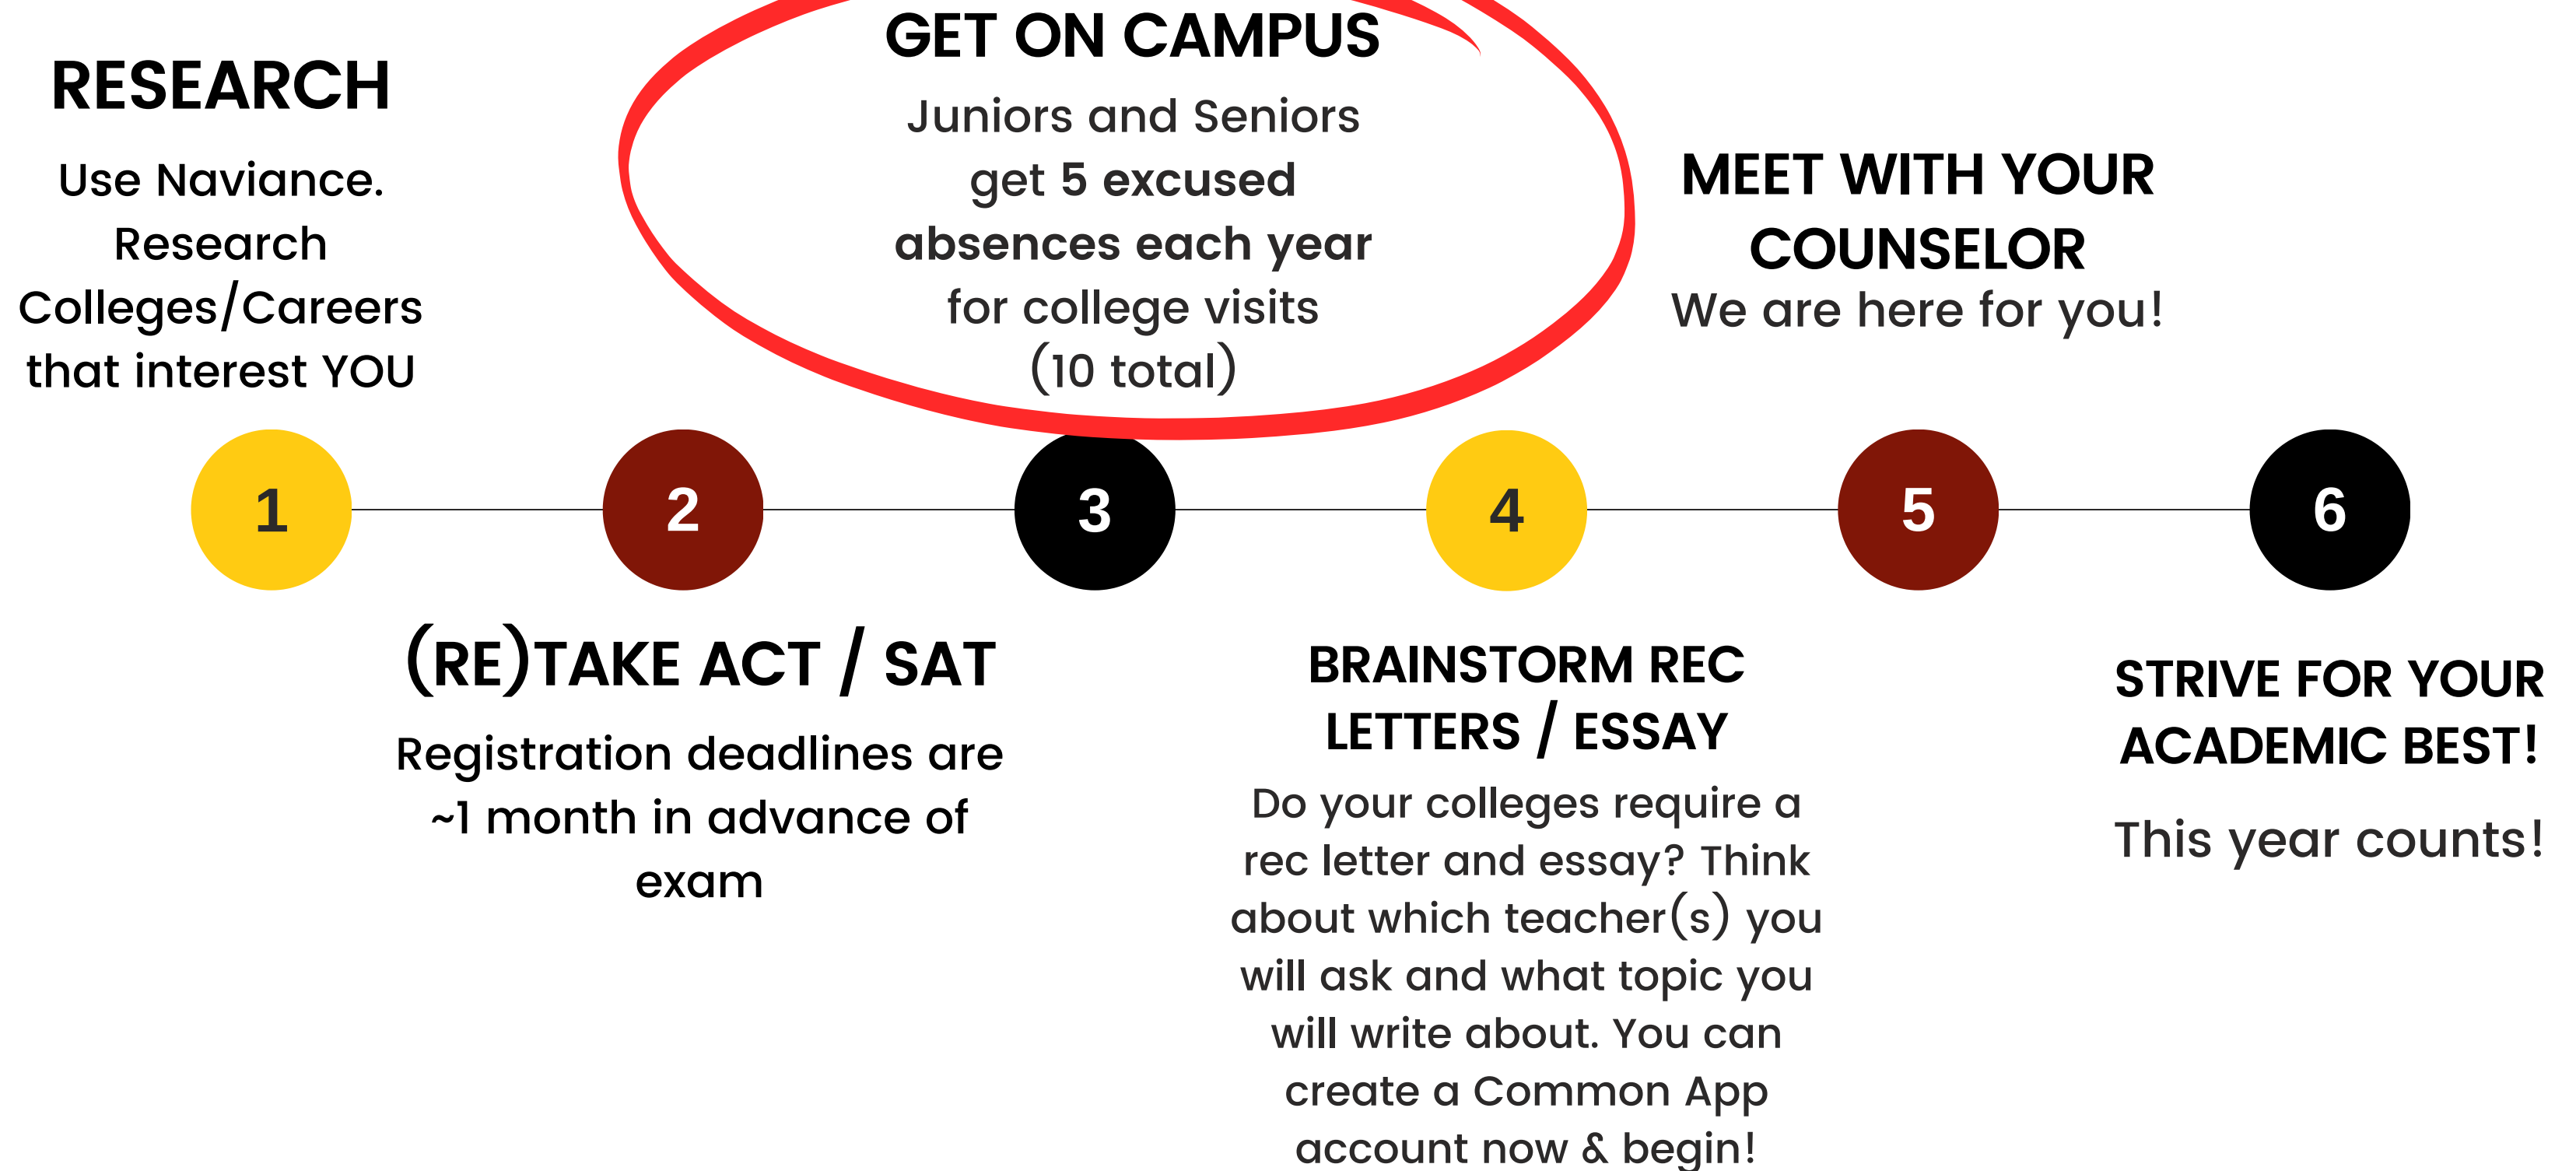 RESEARCH
Use Naviance.
Research
Colleges/Careers
that interest YOU
1
(RE)TAKE ACT / SAT
Registration deadlines are
~1 month in advance of
exam
2
GET ON CAMPUS
Juniors and Seniors
get 5 excused
absences each year
for college visits
(10 total)
3
BRAINSTORM REC
LETTERS / ESSAY
Do your colleges require a
rec letter and essay? Think
about which teacher(s) you
will ask and what topic you
will write about. You can
create a Common App
account now & begin!
4
MEET WITH YOUR
COUNSELOR
We are here for you!
5
STRIVE FOR YOUR
ACADEMIC BEST!
This year counts!
6